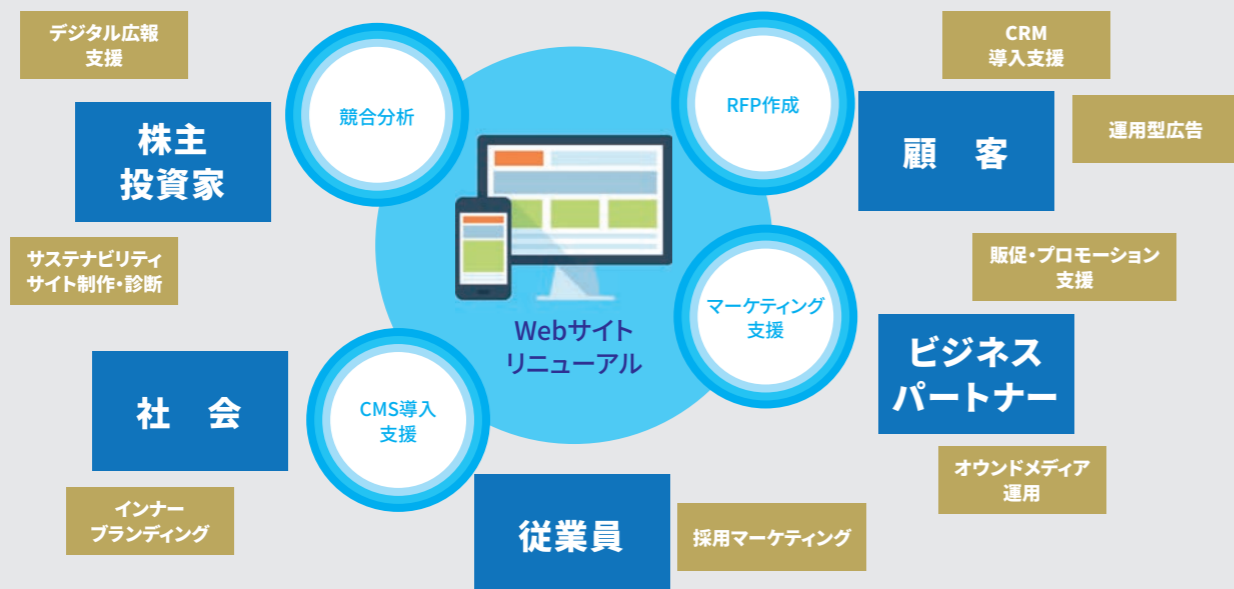 デジタル広報
支援
株主
投資家
サステナビリティ
サイト制作・診断
社　会
インナー
ブランディング
競合分析
RFP作成
Webサイト
リニューアル
マーケティング
支援
CMS導入
支援
従業員
採用マーケティング
CRM
導入支援
顧　客
運用型広告
販促・プロモーション
支援
ビジネス
パートナー
オウンドメディア
運用